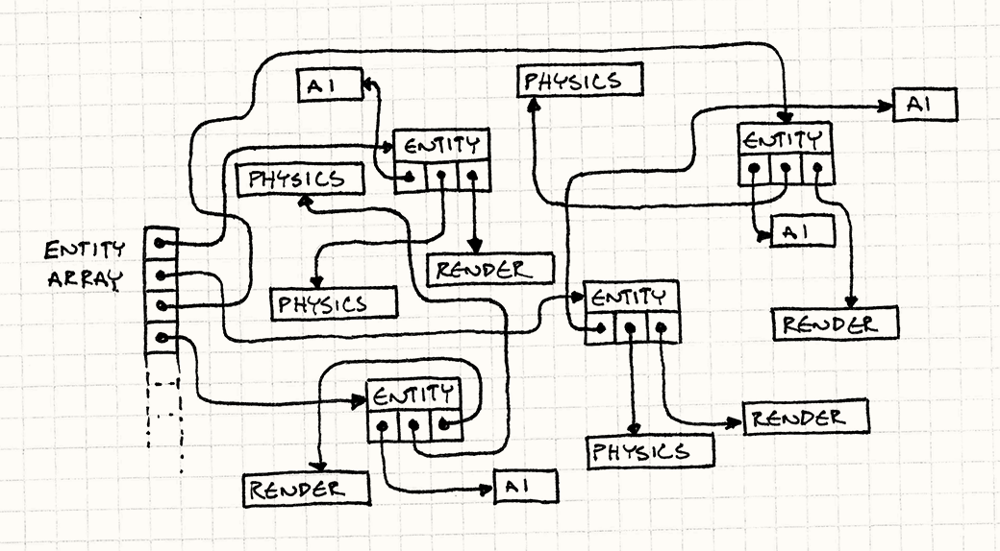 AI
PHYSICS
AI
ENTITY
ENTITY
PHYSICS
AI
ENTITY
ARRAY
RENDER
PHYSICS
ENTITY
RENDER
ENTITY
RENDER
PHYSICS
RENDER
AI